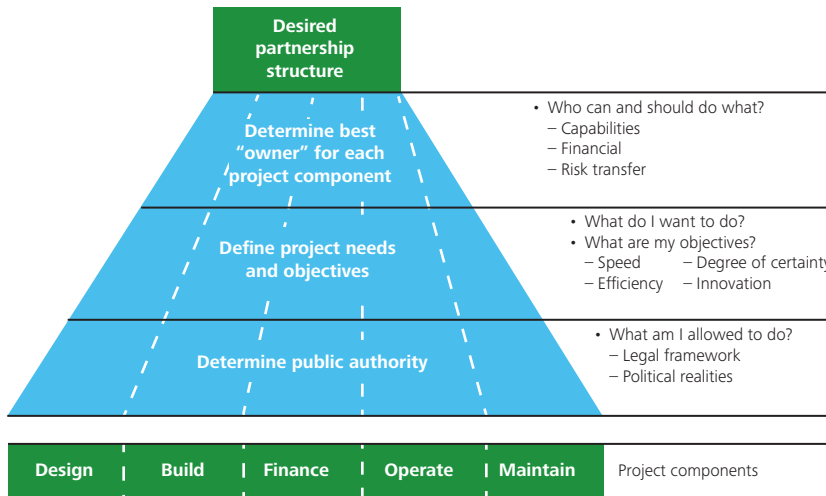 Desired
partnership
structure
Determine best
“owner” for each
project component
• Who can and should do what?
– Capabilities
– Financial
– Risk transfer
Define project needs
and objectives
• What do I want to do?
• What are my objectives?
– Speed – Degree of certainty
– Efficiency – Innovation
Determine public authority
• What am I allowed to do?
– Legal framework
– Political realities
Design Build Finance Operate Maintain Project components